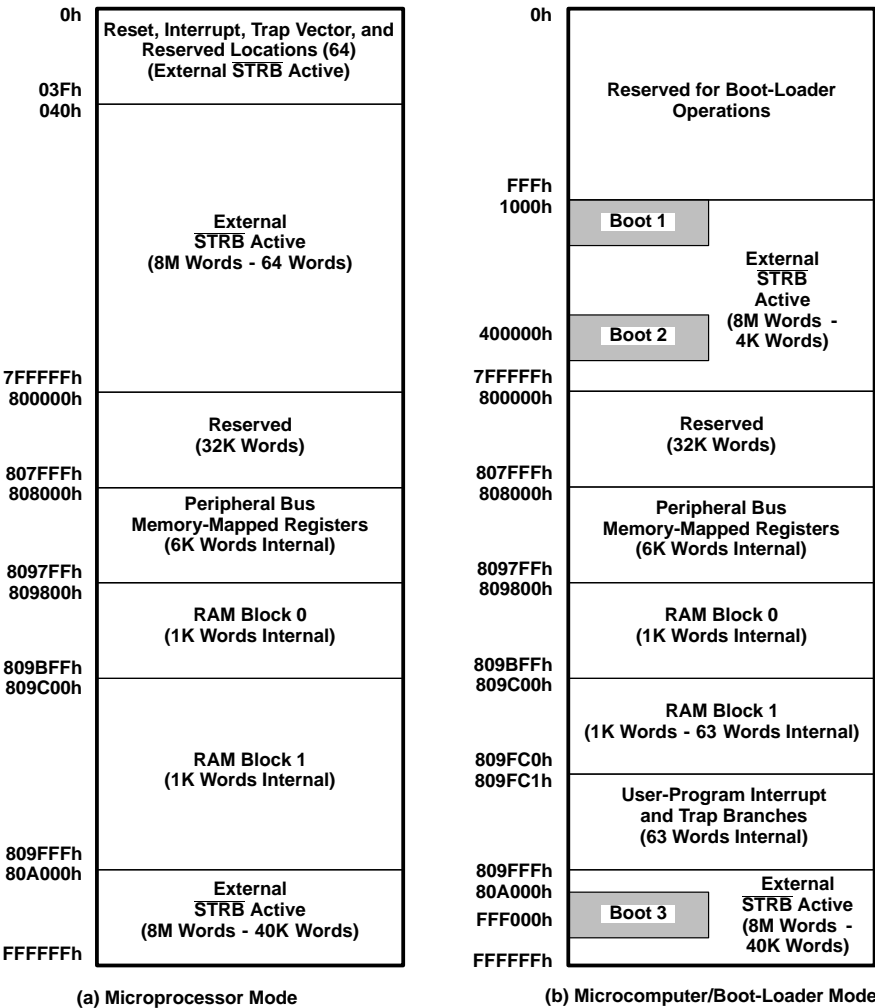 0h
Reset, Interrupt, Trap Vector, and
Reserved Locations (64)
(External STRB Active)
03Fh
040h
External
STRB Active
(8M Words - 64 Words)
7FFFFFh
800000h
Reserved
(32K Words)
807FFFh
808000h
Peripheral Bus
Memory-Mapped Registers
(6K Words Internal)
8097FFh
809800h
RAM Block 0
(1K Words Internal)
809BFFh
809C00h
RAM Block 1
(1K Words Internal)
809FFFh
80A000h
External
STRB Active
(8M Words - 40K Words)
FFFFFFh
(a) Microprocessor Mode
0h
Reserved for Boot-Loader
Operations
FFFh
1000h
Boot 1
External
STRB
Active
(8M Words -
4K Words)
400000h
Boot 2
7FFFFFh
800000h
Reserved
(32K Words)
807FFFh
808000h
Peripheral Bus
Memory-Mapped Registers
(6K Words Internal)
8097FFh
809800h
RAM Block 0
(1K Words Internal)
809BFFh
809C00h
RAM Block 1
(1K Words - 63 Words Internal)
809FC0h
809FC1h
User-Program Interrupt
and Trap Branches
(63 Words Internal)
809FFFh
80A000h
External
STRB Active
(8M Words -
40K Words)
Boot 3
FFF000h
FFFFFFh
(b) Microcomputer/Boot-Loader Mode